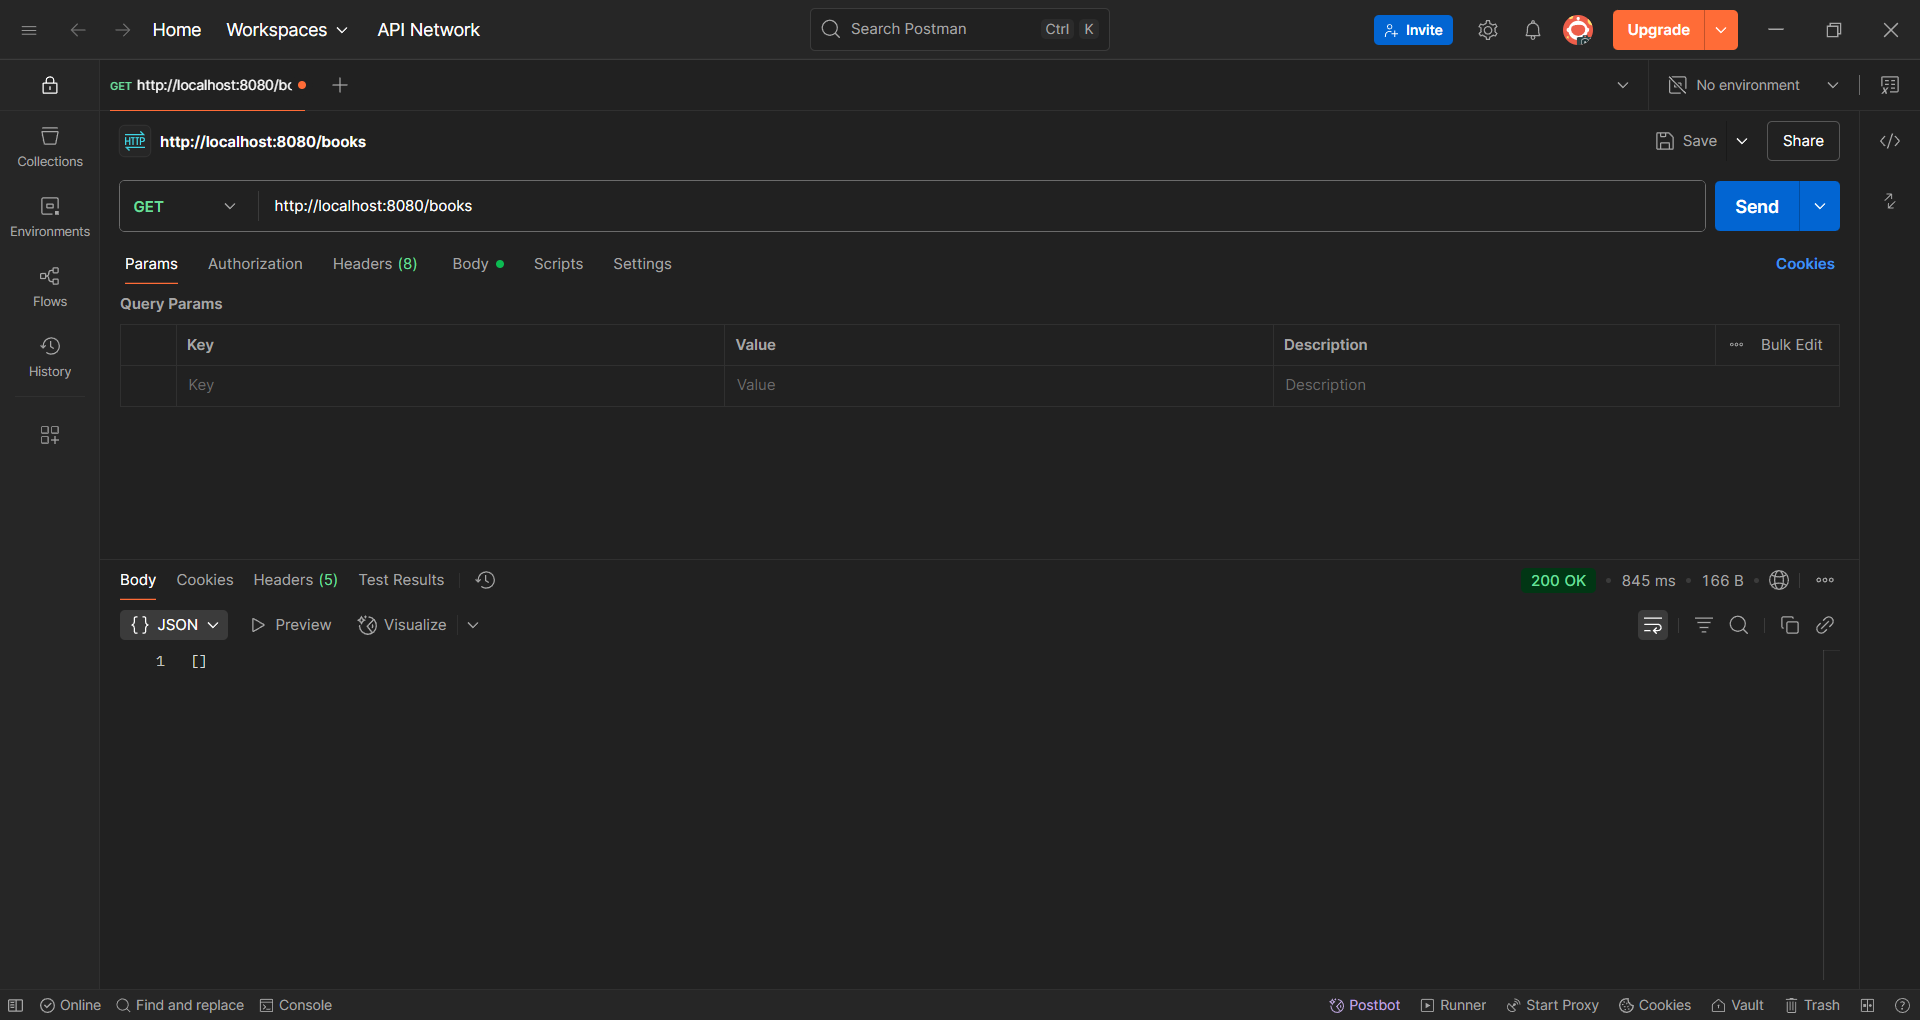 Home Workspaces API Network Search Postman Ctrl K Invite Upgrade
GET http://localhost:8080/bo No environment
HTTP http://localhost:8080/books Save Share
Collections
GET http://localhost:8080/books Send
Environments
Params Authorization Headers (8) Body Scripts Settings Cookies
Flows
Query Params
Key Value Description Bulk Edit
History
Key Value Description
Body Cookies Headers (5) Test Results 200 OK 845 ms 166 B
{} JSON Preview Visualize
1 []
Online Find and replace Console Postbot Runner Start Proxy Cookies Vault Trash